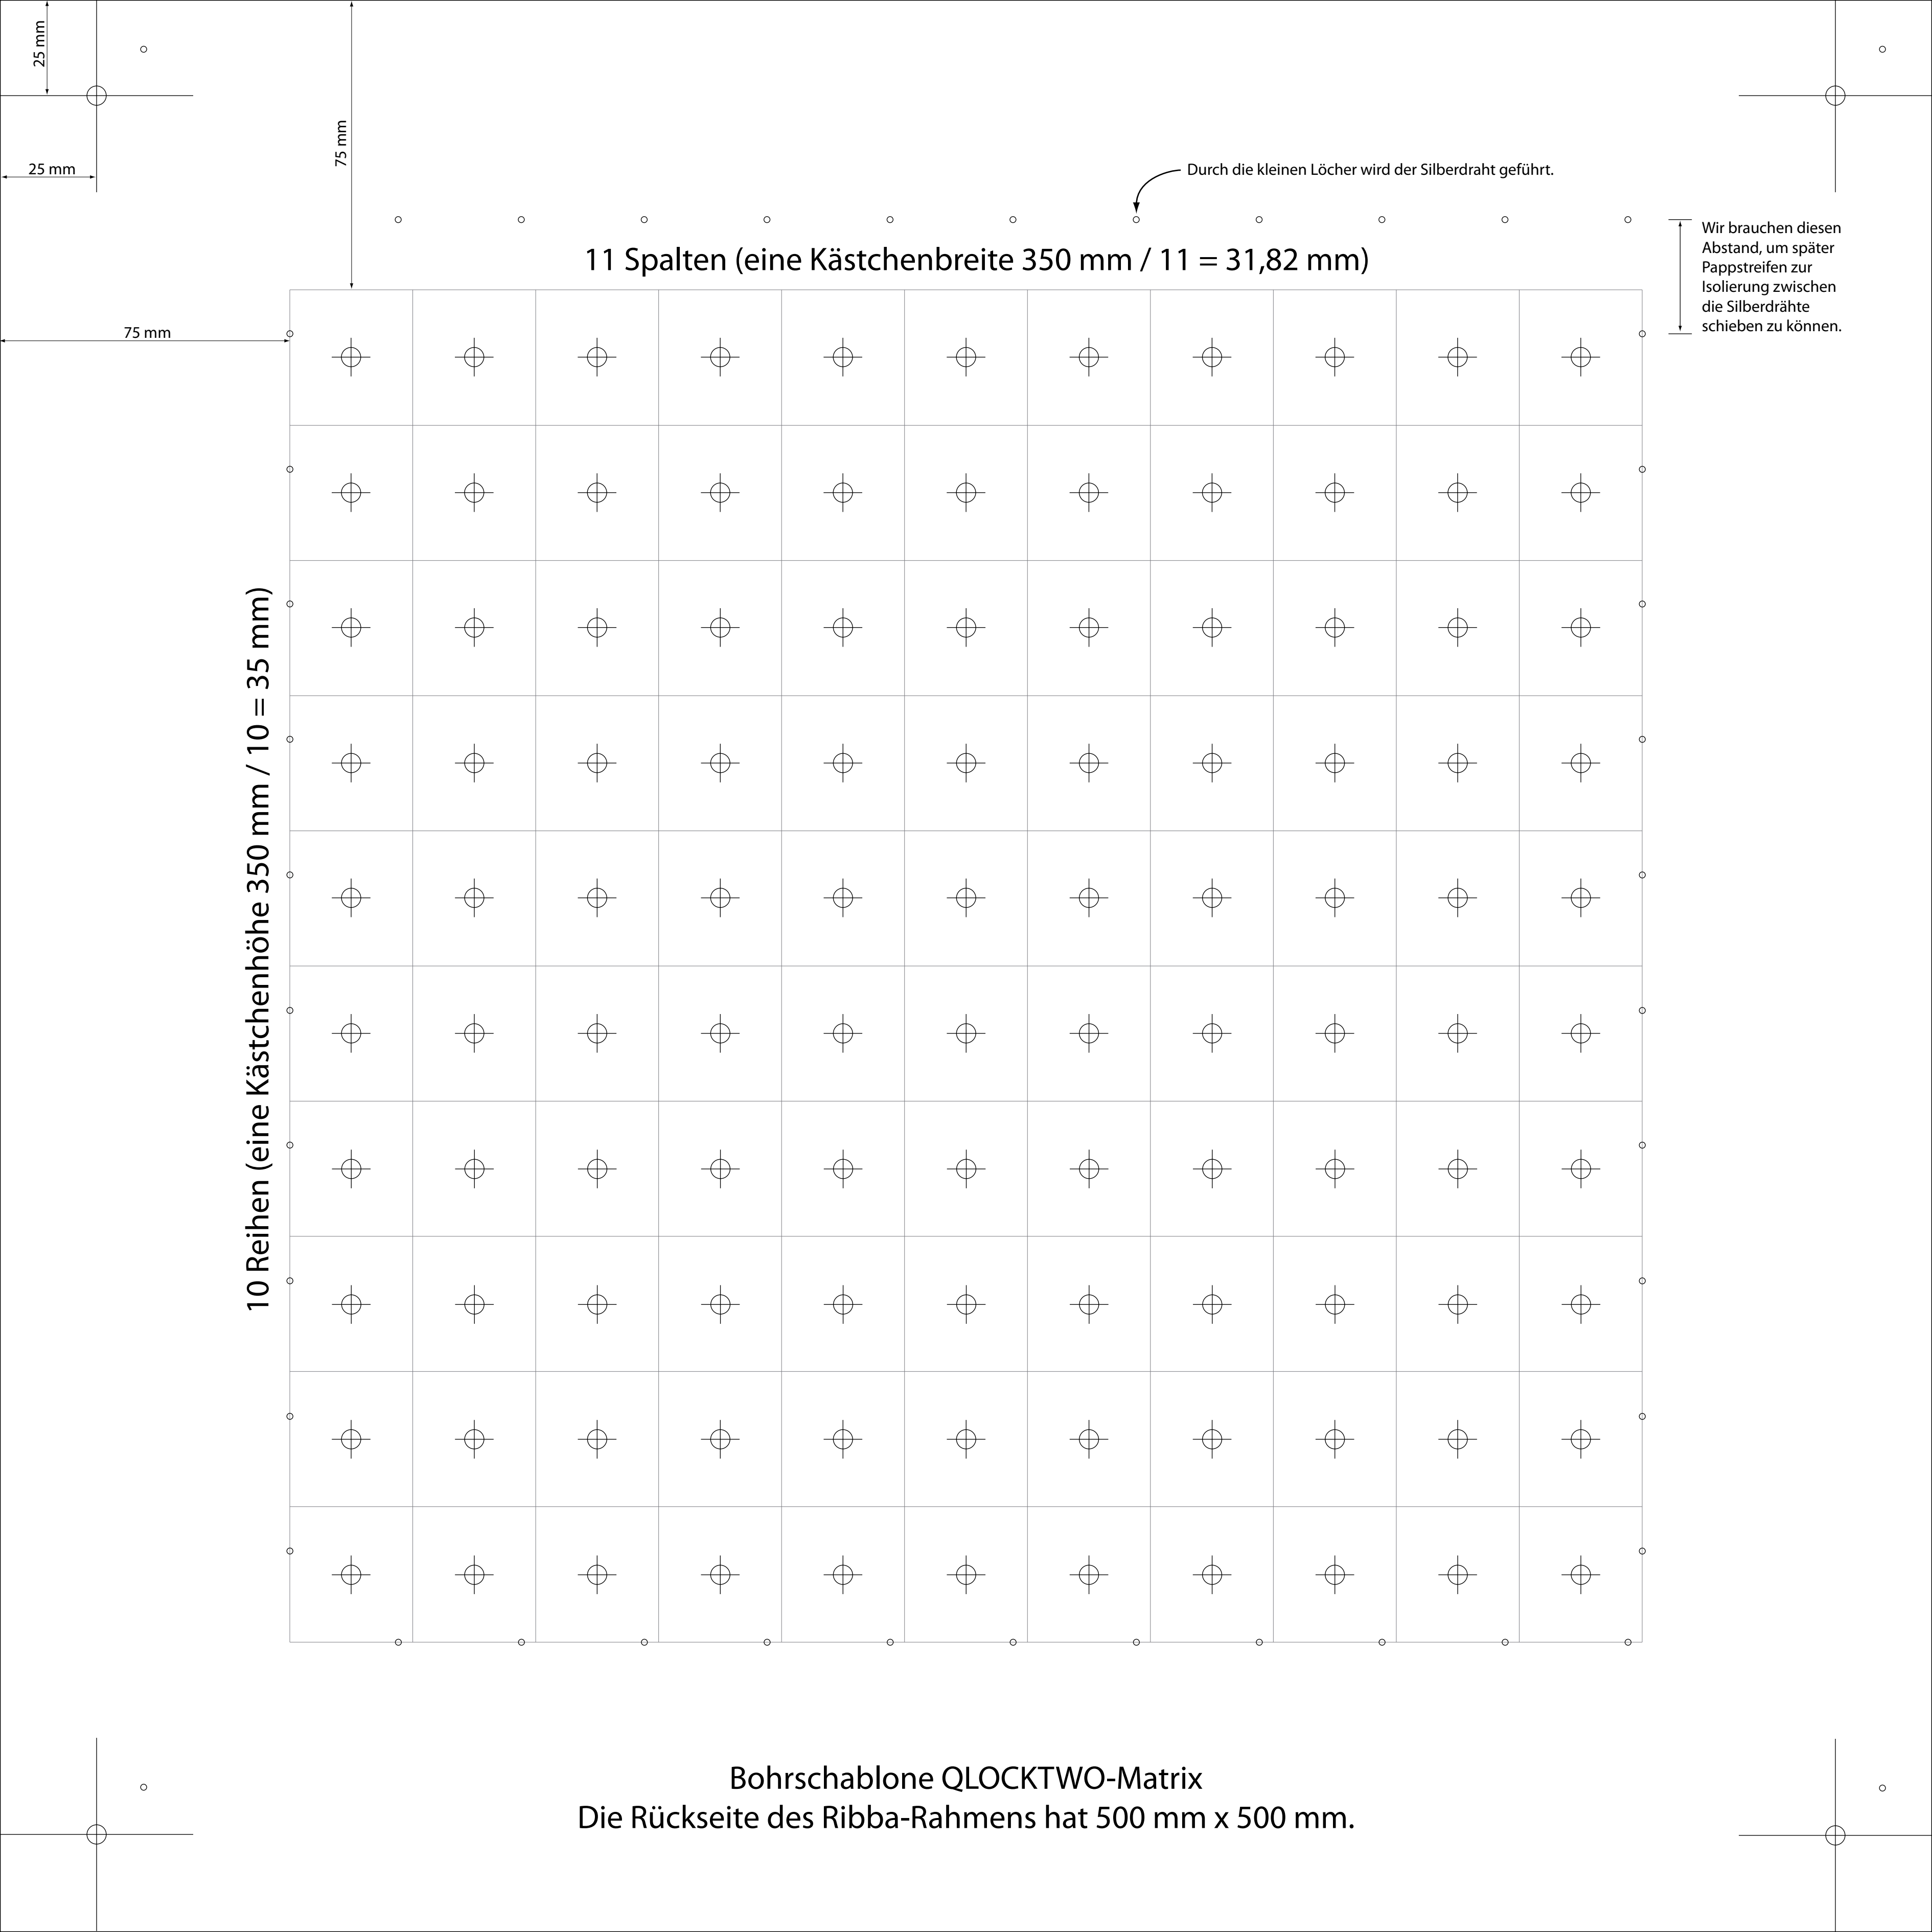 25 mm
25 mm
75 mm
Durch die kleinen Löcher wird der Silberdraht geführt.
11 Spalten (eine Kästchenbreite 350 mm / 11 = 31,82 mm)
Wir brauchen diesen
Abstand, um später
Pappstreifen zur
Isolierung zwischen
die Silberdrähte
schieben zu können.
75 mm
10 Reihen (eine Kästchenhöhe 350 mm / 10 = 35 mm)
Bohrschablone QLOCKTWO-Matrix
Die Rückseite des Ribba-Rahmens hat 500 mm x 500 mm.